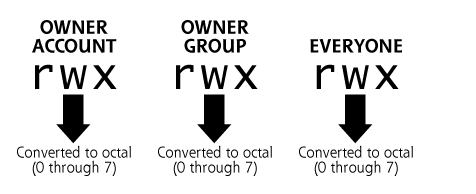 OWNER ACCOUNT
rwx
Converted to octal
(0 through 7)
OWNER GROUP
rwx
Converted to octal
(0 through 7)
EVERYONE
rwx
Converted to octal
(0 through 7)